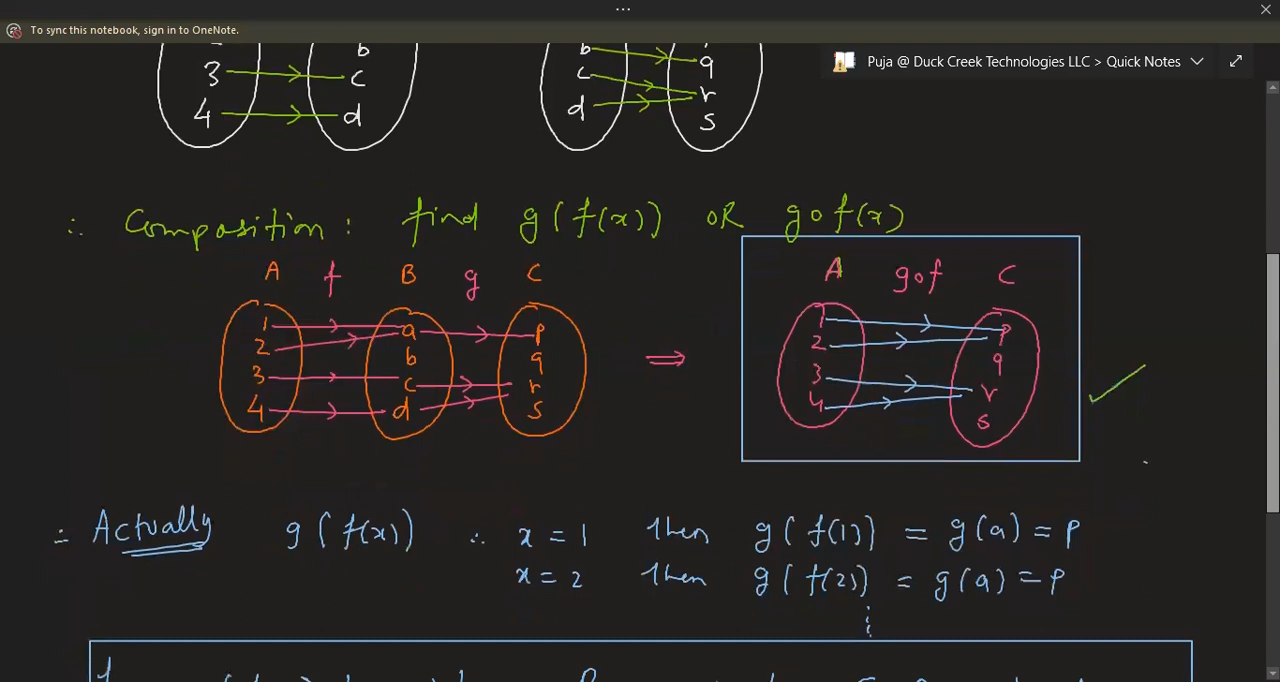 ...
To sync this notebook, sign in to OneNote.
Puja @ Duck Creek Technologies LLC > Quick Notes
b b q
3 c c r
4 d d s
∴ Composition: find g(f(x)) OR gof(x)
A f B g C A gof C
1 a p 1 p
2 b q 2 q
3 c r 3 r
4 d s 4 s
⇒
∴ Actually g(f(x)) ∴ x = 1 then g(f(1)) = g(a) = p
x = 2 then g(f(2)) = g(a) = p